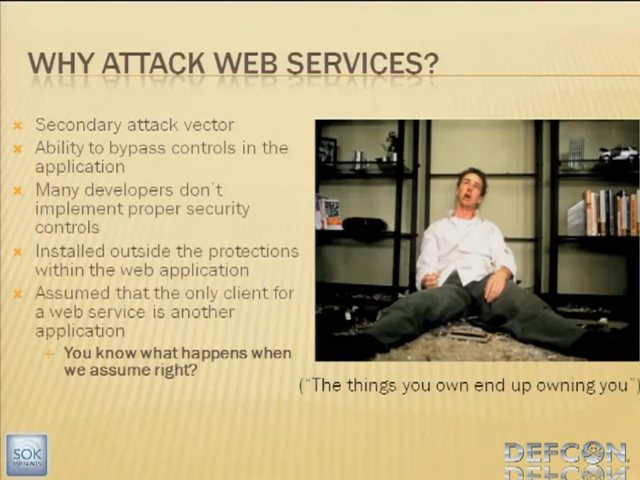 WHY ATTACK WEB SERVICES?
Secondary attack vector
Ability to bypass controls in the
application
Many developers don`t
implement proper security
controls
Installed outside the protections
within the web application
Assumed that the only client for
a web service is another
application
You know what happens when
we assume right?
("The things you own end up owning you")
SOK
DEFCON